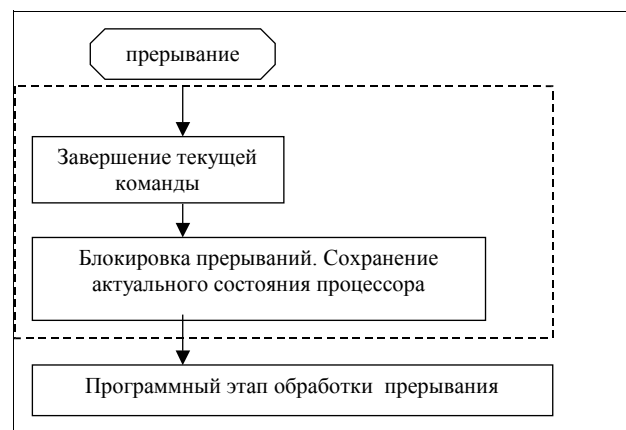 прерывание
Завершение текущей
команды
Блокировка прерываний. Сохранение
актуального состояния процессора
Программный этап обработки прерывания